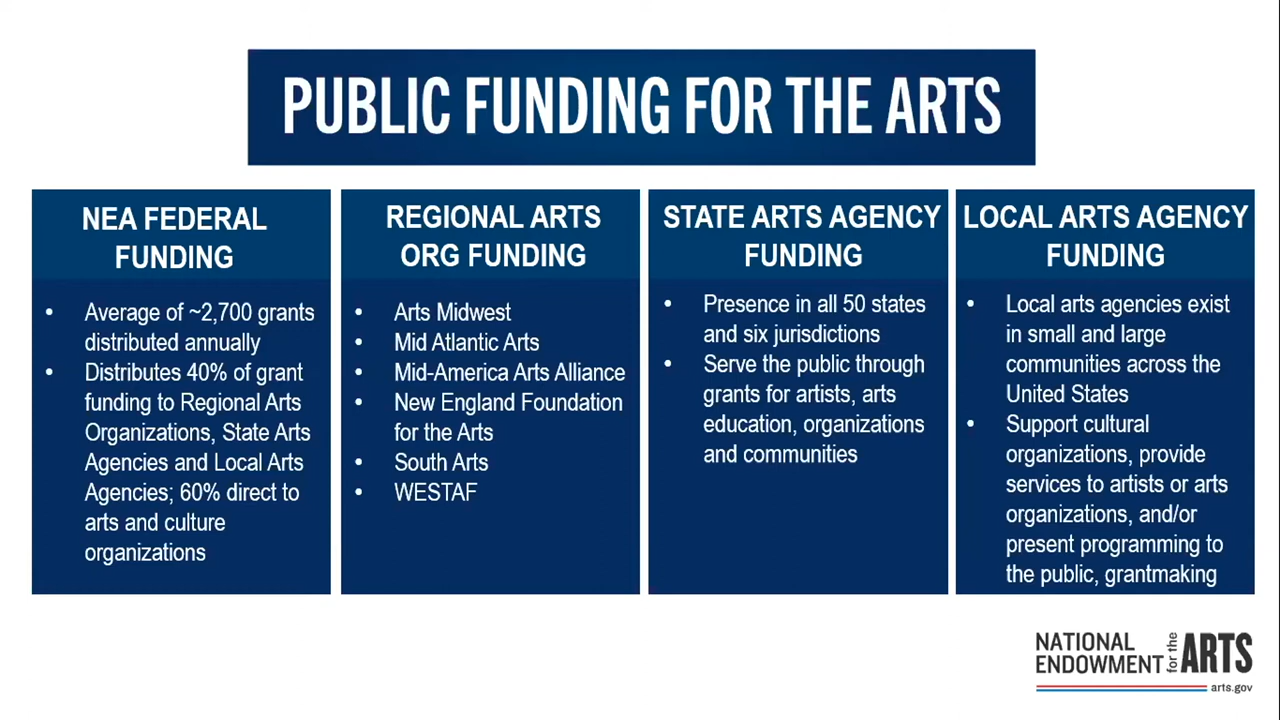 PUBLIC FUNDING FOR THE ARTS
NEA FEDERAL
FUNDING
• Average of ~2,700 grants
distributed annually
• Distributes 40% of grant
funding to Regional Arts
Organizations, State Arts
Agencies and Local Arts
Agencies; 60% direct to
arts and culture
organizations
REGIONAL ARTS
ORG FUNDING
• Arts Midwest
• Mid Atlantic Arts
• Mid-America Arts Alliance
• New England Foundation
for the Arts
• South Arts
• WESTAF
STATE ARTS AGENCY
FUNDING
• Presence in all 50 states
and six jurisdictions
• Serve the public through
grants for artists, arts
education, organizations
and communities
LOCAL ARTS AGENCY
FUNDING
• Local arts agencies exist
in small and large
communities across the
United States
• Support cultural
organizations, provide
services to artists or arts
organizations, and/or
present programming to
the public, grantmaking
NATIONAL
ENDOWMENT
for the
ARTS
arts.gov